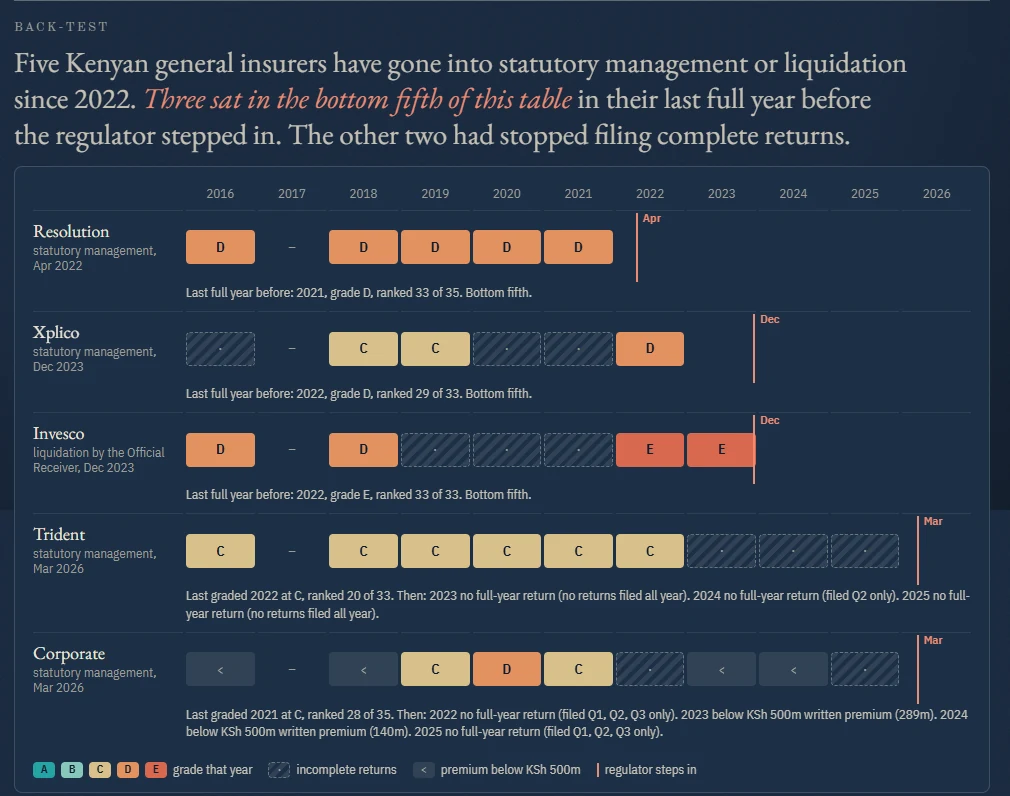 BACK-TEST
Five Kenyan general insurers have gone into statutory management or liquidation
since 2022. Three sat in the bottom fifth of this table in their last full year before
the regulator stepped in. The other two had stopped filing complete returns.
2016 2017 2018 2019 2020 2021 2022 2023 2024 2025 2026
Resolution
statutory management,
Apr 2022
D – D D D D
Apr
Last full year before: 2021, grade D, ranked 33 of 35. Bottom fifth.
Xplico
statutory management,
Dec 2023
· – C C · · D
Dec
Last full year before: 2022, grade D, ranked 29 of 33. Bottom fifth.
Invesco
liquidation by the Official
Receiver, Dec 2023
D – D · · · E E
Dec
Last full year before: 2022, grade E, ranked 33 of 33. Bottom fifth.
Trident
statutory management,
Mar 2026
C – C C C C C · · ·
Mar
Last graded 2022 at C, ranked 20 of 33. Then: 2023 no full-year return (no returns filed all year). 2024 no full-year return (filed Q2 only). 2025 no full-
year return (no returns filed all year).
Corporate
statutory management,
Mar 2026
< – < C D C · < < ·
Mar
Last graded 2021 at C, ranked 28 of 35. Then: 2022 no full-year return (filed Q1, Q2, Q3 only). 2023 below KSh 500m written premium (289m). 2024
below KSh 500m written premium (140m). 2025 no full-year return (filed Q1, Q2, Q3 only).
A B C D E grade that year · incomplete returns < premium below KSh 500m regulator steps in